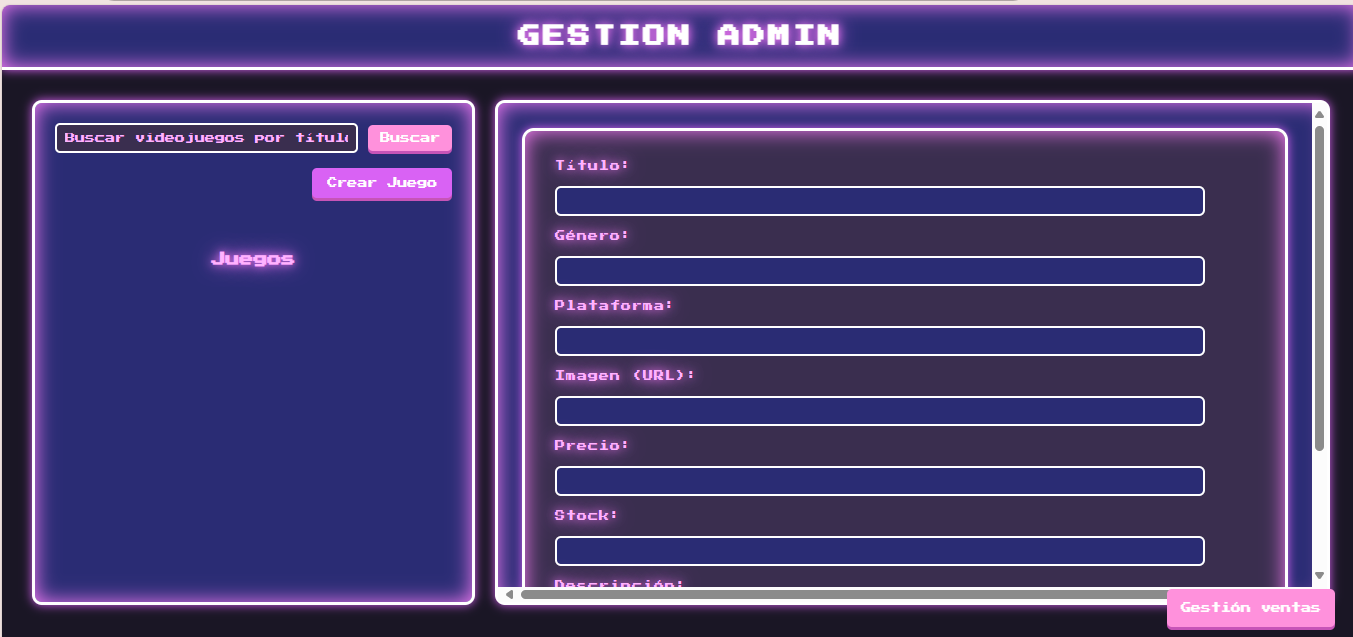 GESTION ADMIN
Buscar videojuegos por títul
Buscar
Crear Juego
Juegos
Título:
Género:
Plataforma:
Imagen (URL):
Precio:
Stock:
Descripción:
Gestión ventas